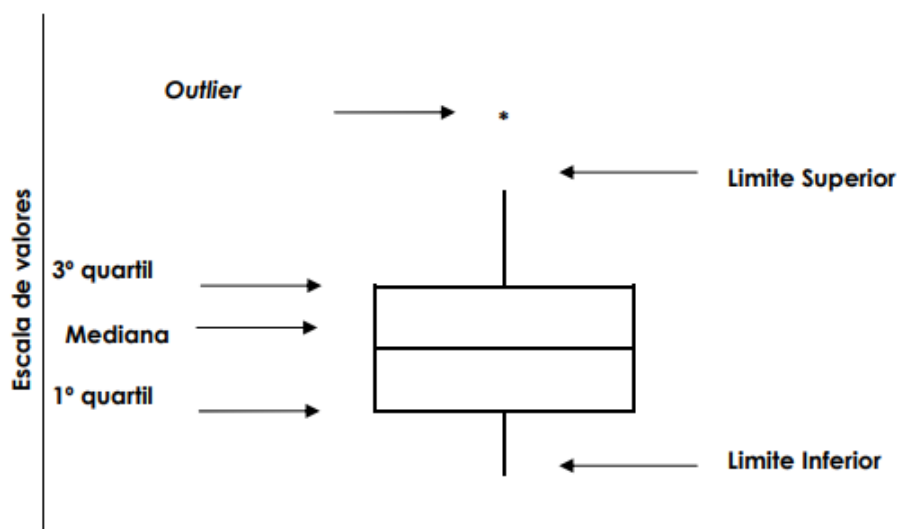 Outlier
*
Limite Superior
Escala de valores
3º quartil
Mediana
1º quartil
Limite Inferior